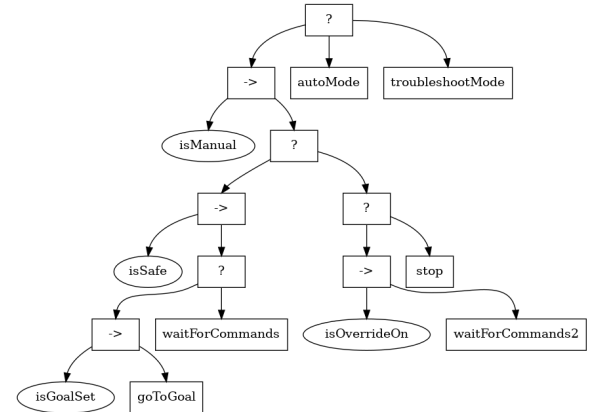 ?
->
autoMode
troubleshootMode
isManual
?
->
?
isSafe
?
->
stop
->
waitForCommands
isOverrideOn
waitForCommands2
isGoalSet
goToGoal